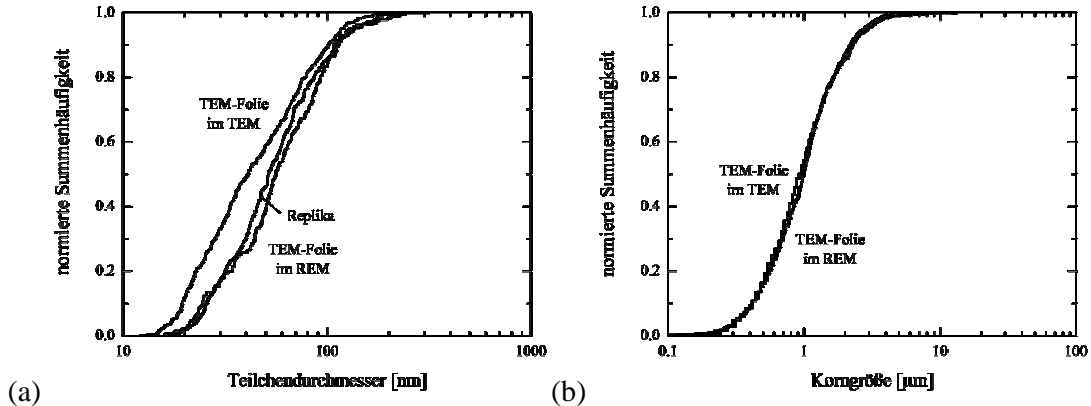 1.0
0.8
0.6
0.4
0.2
0.0
normierte Summenhäufigkeit
TEM-Folie
im TEM
Replika
TEM-Folie
im REM
10
100
1000
Teilchendurchmesser [nm]
(a)
1.0
0.8
0.6
0.4
0.2
0.0
normierte Summenhäufigkeit
TEM-Folie
im TEM
TEM-Folie
im REM
0.1
1
10
100
Korngröße [µm]
(b)